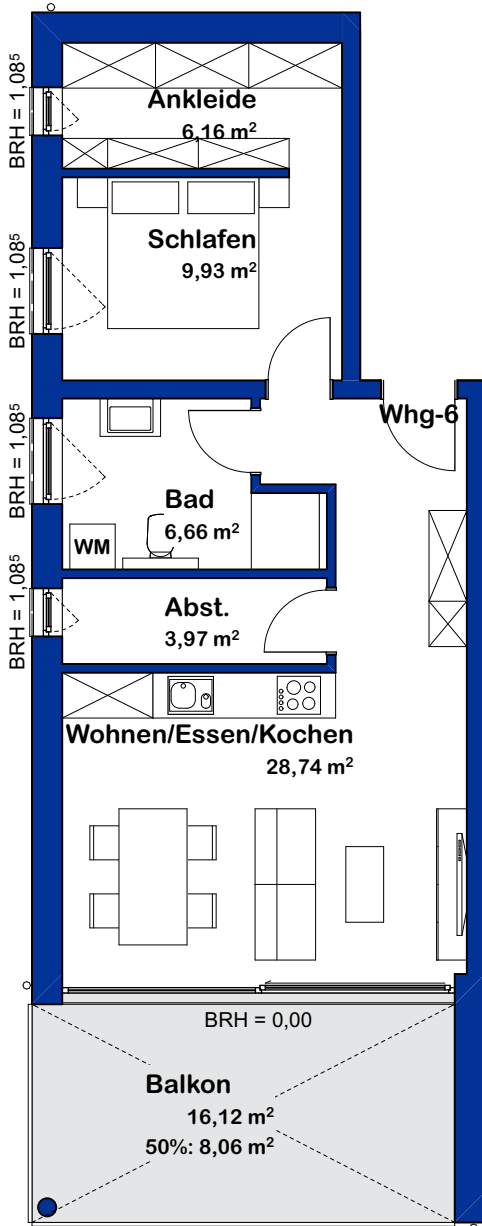 BRH = 1,08⁵
Ankleide
6,16 m²
BRH = 1,08⁵
Schlafen
9,93 m²
Whg-6
BRH = 1,08⁵
Bad
6,66 m²
WM
BRH = 1,08⁵
Abst.
3,97 m²
Wohnen/Essen/Kochen
28,74 m²
BRH = 0,00
Balkon
16,12 m²
50%: 8,06 m²